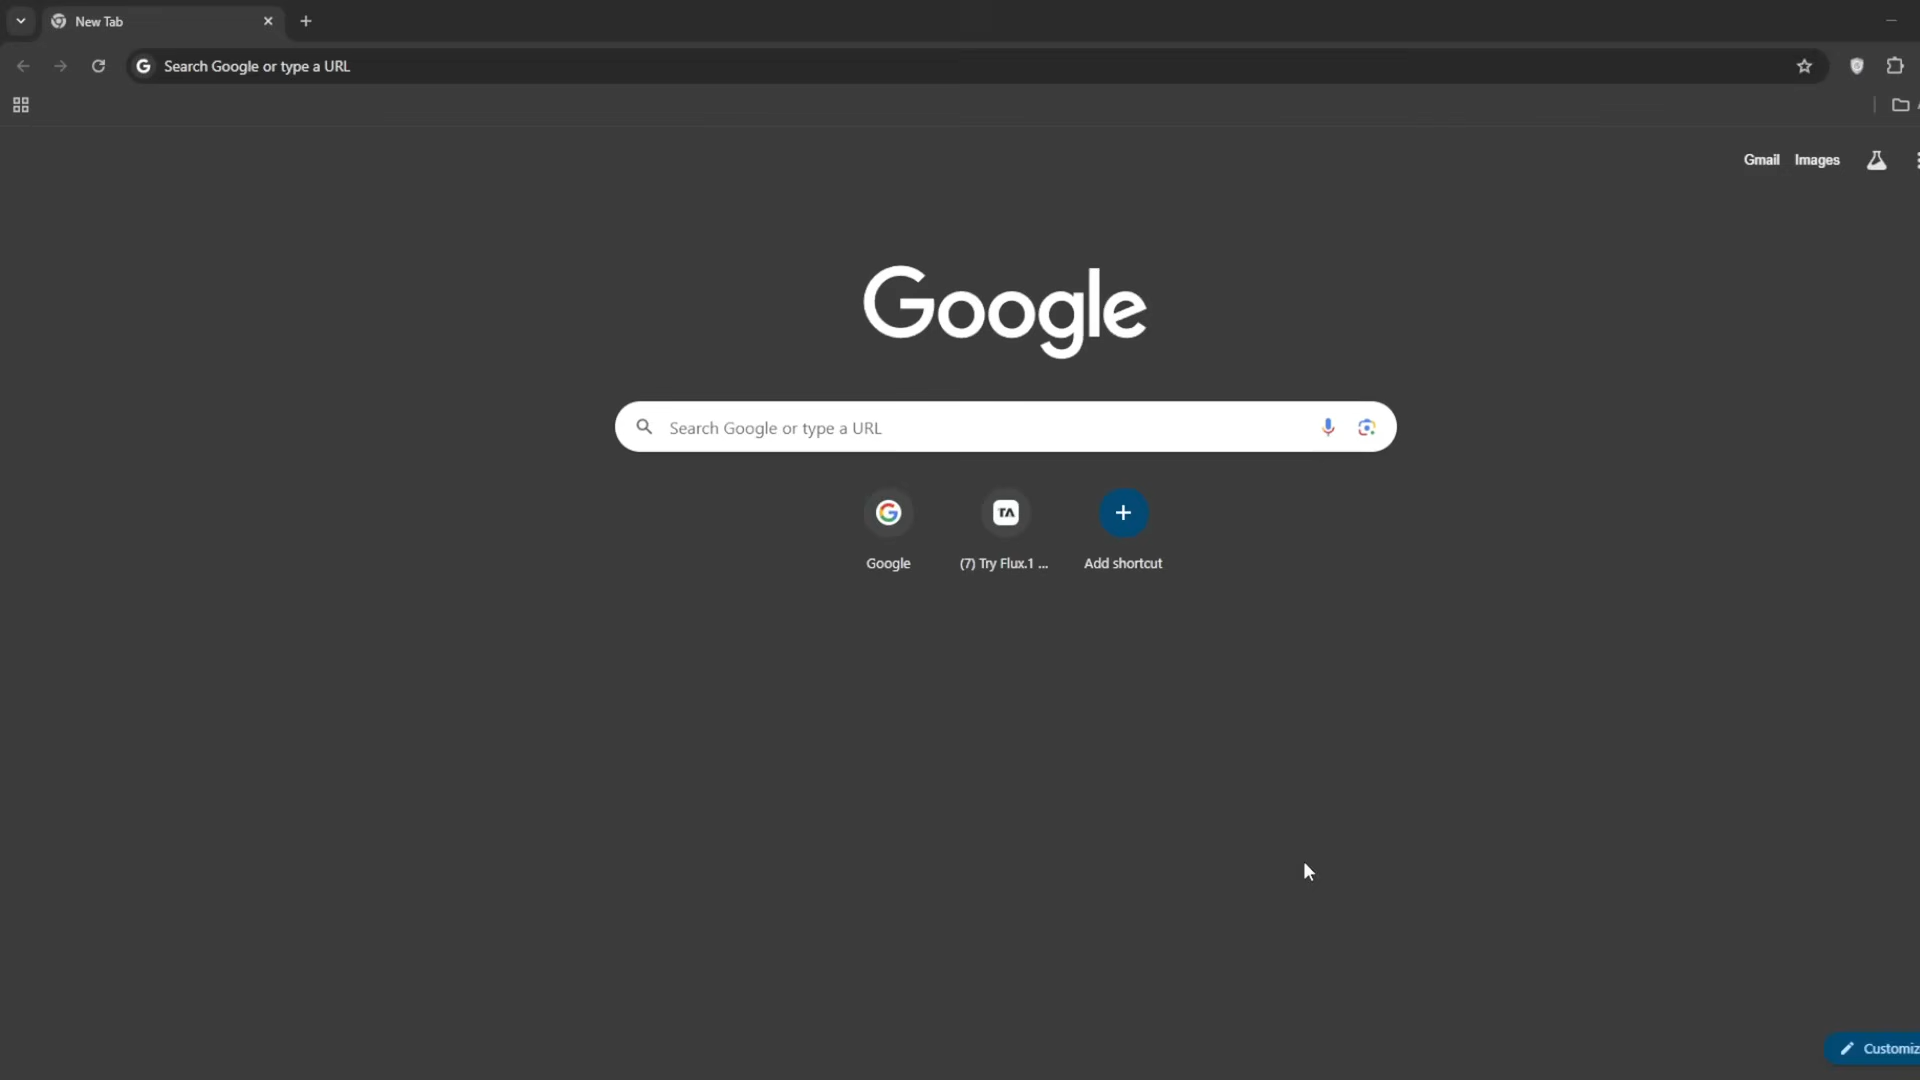 New Tab
Search Google or type a URL
Gmail Images
Google
Search Google or type a URL
TA
Google
(7) Try Flux.1 ...
Add shortcut
Customiz